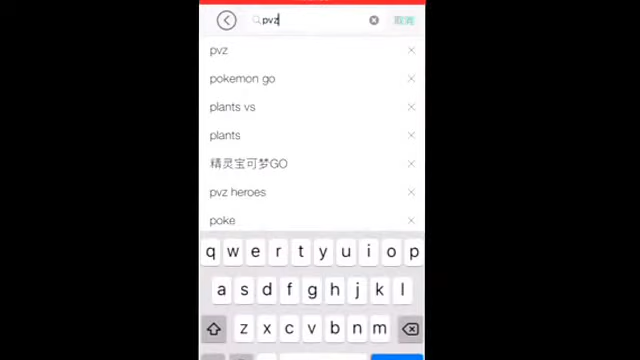 pvz
取消
pvz
pokemon go
plants vs
plants
精灵宝可梦GO
pvz heroes
poke
q w e r t y u i o p
a s d f g h j k l
z x c v b n m